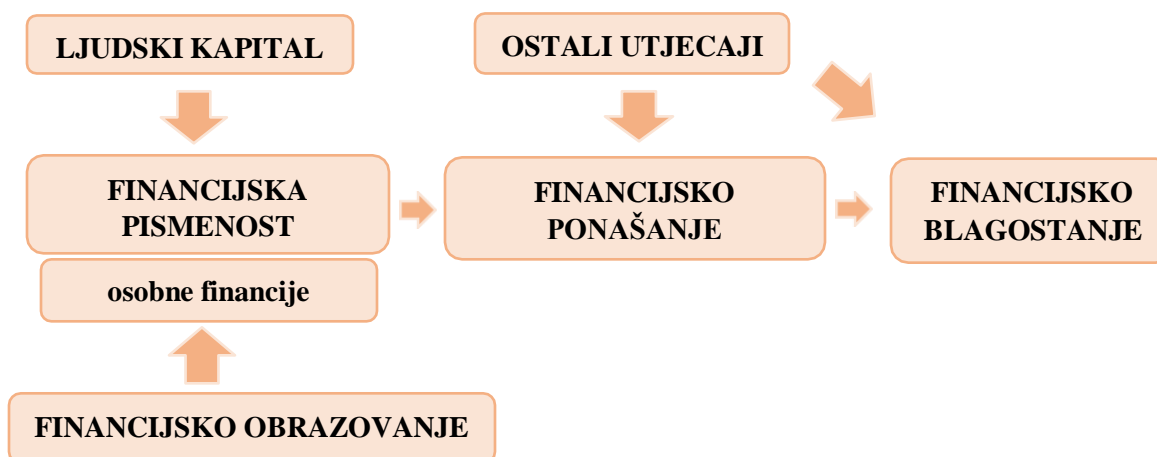 LJUDSKI KAPITAL
OSTALI UTJECAJI
FINANCIJSKA
PISMENOST
FINANCIJSKO
PONAŠANJE
FINANCIJSKO
BLAGOSTANJE
osobne financije
FINANCIJSKO OBRAZOVANJE